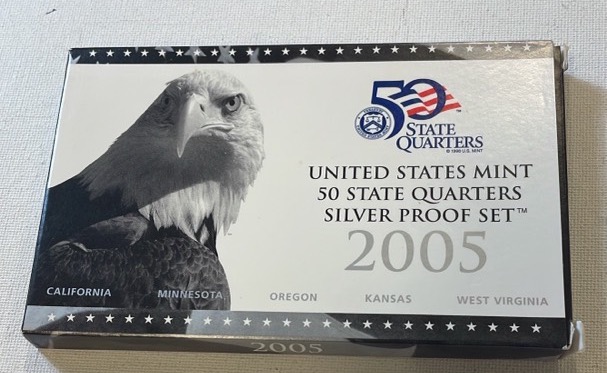 50
STATE
QUARTERS
UNITED STATES MINT
50 STATE QUARTERS
SILVER PROOF SET™
2005
CALIFORNIA MINNESOTA OREGON KANSAS WEST VIRGINIA
2005